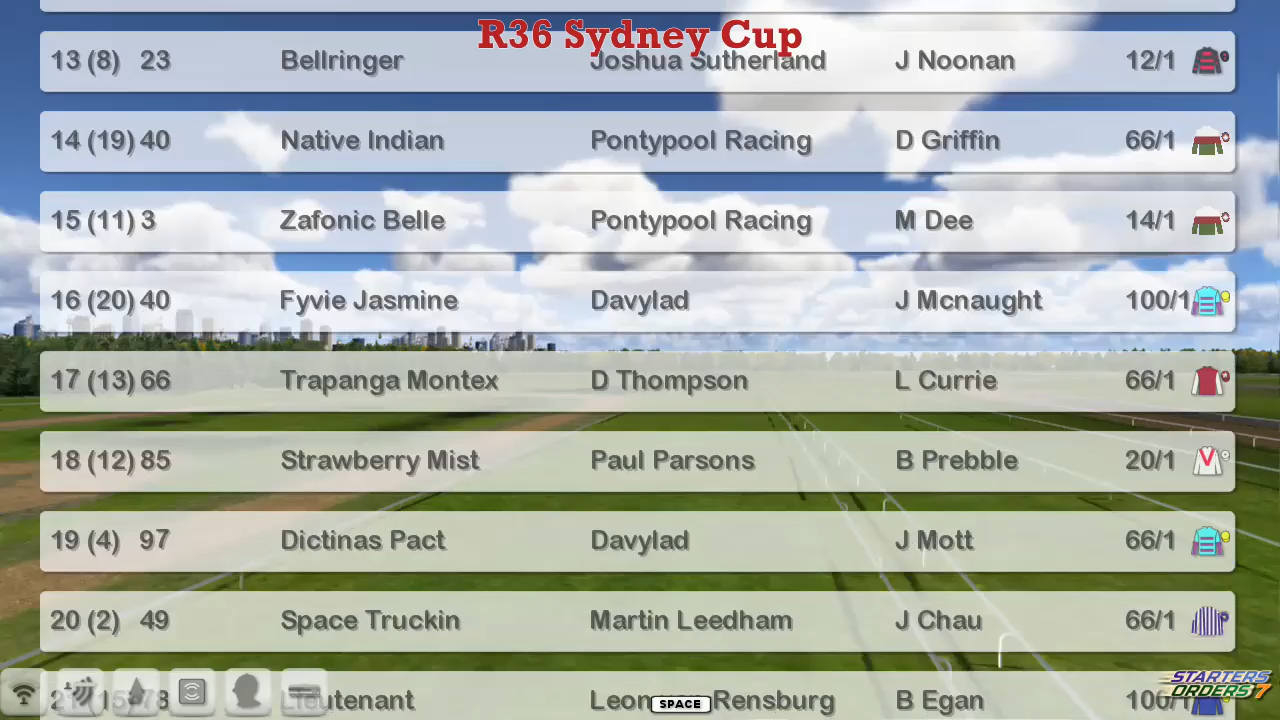 R36 Sydney Cup
13 (8) 23 Bellringer Joshua Sutherland J Noonan 12/1
14 (19) 40 Native Indian Pontypool Racing D Griffin 66/1
15 (11) 3 Zafonic Belle Pontypool Racing M Dee 14/1
16 (20) 40 Fyvie Jasmine Davylad J Mcnaught 100/1
17 (13) 66 Trapanga Montex D Thompson L Currie 66/1
18 (12) 85 Strawberry Mist Paul Parsons B Prebble 20/1
19 (4) 97 Dictinas Pact Davylad J Mott 66/1
20 (2) 49 Space Truckin Martin Leedham J Chau 66/1
Lieutenant Leon Rensburg B Egan 100/1
SPACE
STARTERS
ORDERS 7